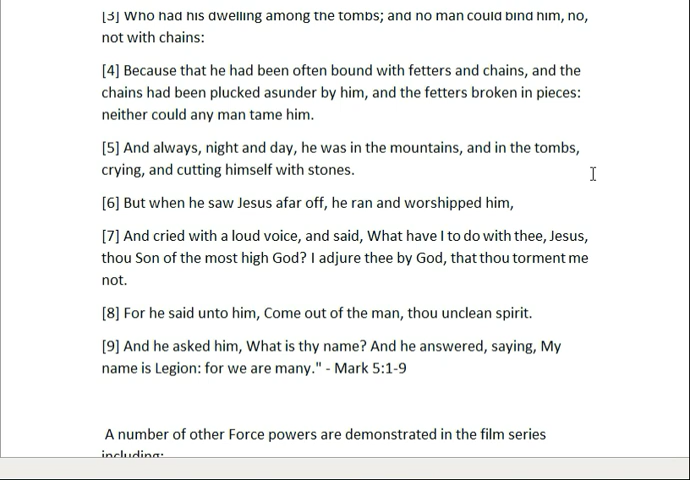 [3] Who had his dwelling among the tombs; and no man could bind him, no,
not with chains:
[4] Because that he had been often bound with fetters and chains, and the
chains had been plucked asunder by him, and the fetters broken in pieces:
neither could any man tame him.
[5] And always, night and day, he was in the mountains, and in the tombs,
crying, and cutting himself with stones.
[6] But when he saw Jesus afar off, he ran and worshipped him,
[7] And cried with a loud voice, and said, What have I to do with thee, Jesus,
thou Son of the most high God? I adjure thee by God, that thou torment me
not.
[8] For he said unto him, Come out of the man, thou unclean spirit.
[9] And he asked him, What is thy name? And he answered, saying, My
name is Legion: for we are many." - Mark 5:1-9
A number of other Force powers are demonstrated in the film series
including: